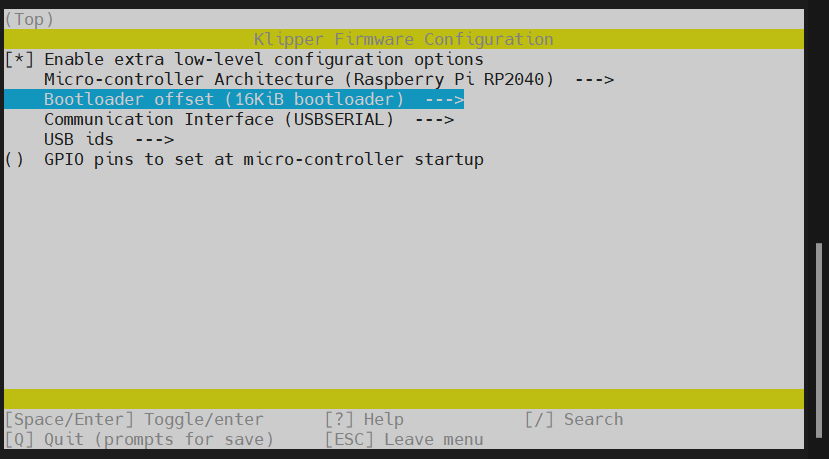 (Top)
Klipper Firmware Configuration
[*] Enable extra low-level configuration options
Micro-controller Architecture (Raspberry Pi RP2040)  --->
Bootloader offset (16KiB bootloader)  --->
Communication Interface (USBSERIAL)  --->
USB ids  --->
()  GPIO pins to set at micro-controller startup
[Space/Enter] Toggle/enter      [?] Help            [/] Search
[Q] Quit (prompts for save)     [ESC] Leave menu